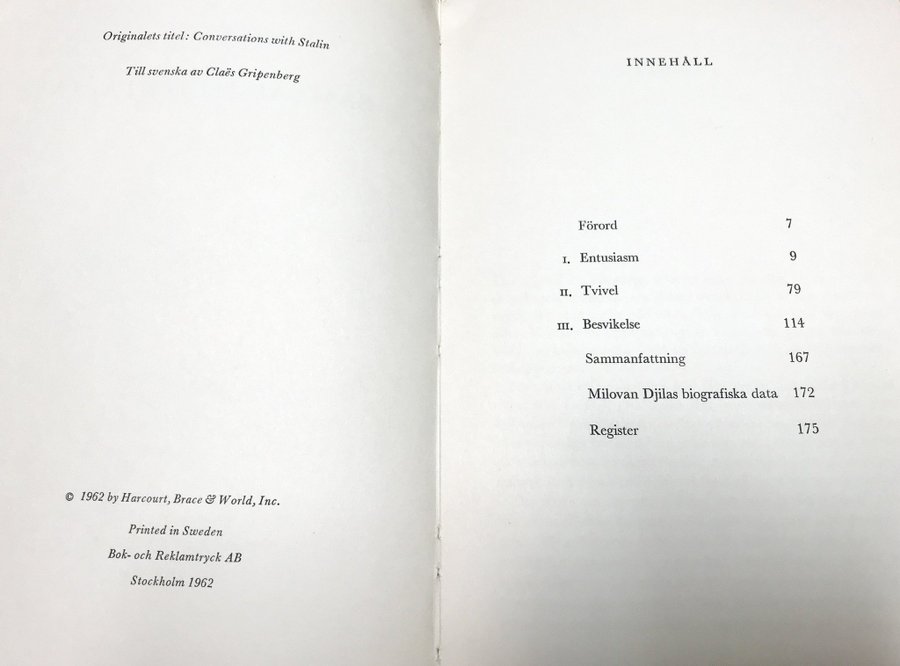 Originalets titel: Conversations with Stalin
Till svenska av Claës Gripenberg
© 1962 by Harcourt, Brace & World, Inc.
Printed in Sweden
Bok- och Reklamtryck AB
Stockholm 1962
INNEHÅLL
Förord 7
I. Entusiasm 9
II. Tvivel 79
III. Besvikelse 114
Sammanfattning 167
Milovan Djilas biografiska data 172
Register 175